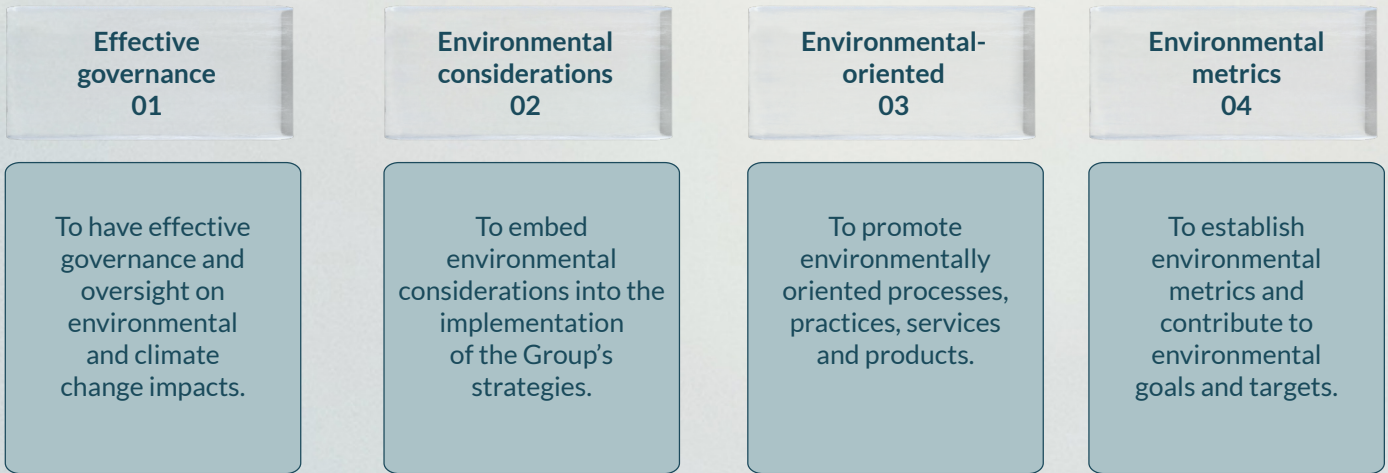 Effective
governance
01
To have effective
governance and
oversight on
environmental
and climate
change impacts.
Environmental
considerations
02
To embed
environmental
considerations into the
implementation
of the Group’s
strategies.
Environmental-
oriented
03
To promote
environmentally
oriented processes,
practices, services
and products.
Environmental
metrics
04
To establish
environmental
metrics and
contribute to
environmental
goals and targets.